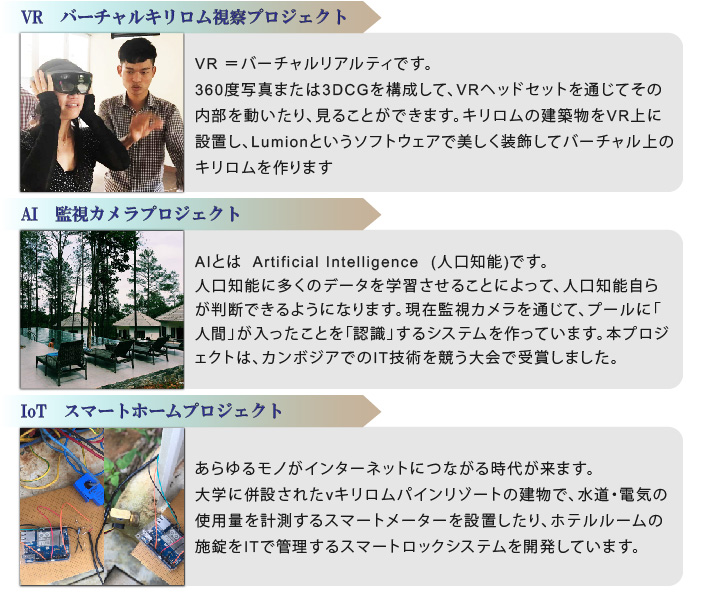 VR　バーチャルキリロム視察プロジェクト
VR ＝バーチャルリアルティです。
360度写真または3DCGを構成して、VRヘッドセットを通じてその
内部を動いたり、見ることができます。キリロムの建築物をVR上に
設置し、Lumionというソフトウェアで美しく装飾してバーチャル上の
キリロムを作ります
AI　監視カメラプロジェクト
AIとは Artificial Intelligence (人口知能)です。
人口知能に多くのデータを学習させることによって、人口知能自ら
が判断できるようになります。現在監視カメラを通じて、プールに「
人間」が入ったことを「認識」するシステムを作っています。本プロジ
ェクトは、カンボジアでのIT技術を競う大会で受賞しました。
IoT　スマートホームプロジェクト
あらゆるモノがインターネットにつながる時代が来ます。
大学に併設されたvキリロムパインリゾートの建物で、水道・電気の
使用量を計測するスマートメーターを設置したり、ホテルルームの
施錠をITで管理するスマートロックシステムを開発しています。